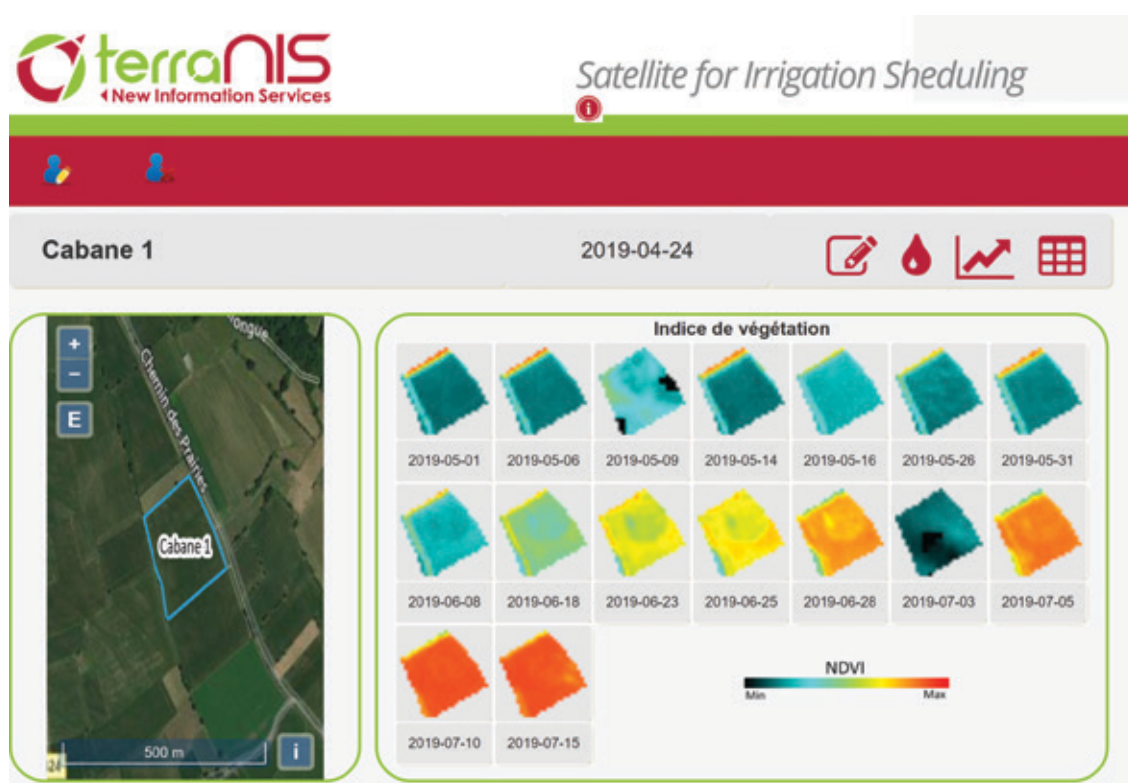 terraNIS
New Information Services
Satellite for Irrigation Sheduling
i
Cabane 1
2019-04-24
Indice de végétation
+
−
E
Chemin des Prairies
Cabane 1
500 m
i
2019-05-01 2019-05-06 2019-05-09 2019-05-14 2019-05-16 2019-05-26 2019-05-31
2019-06-08 2019-06-18 2019-06-23 2019-06-25 2019-06-28 2019-07-03 2019-07-05
2019-07-10 2019-07-15
NDVI
Min Max